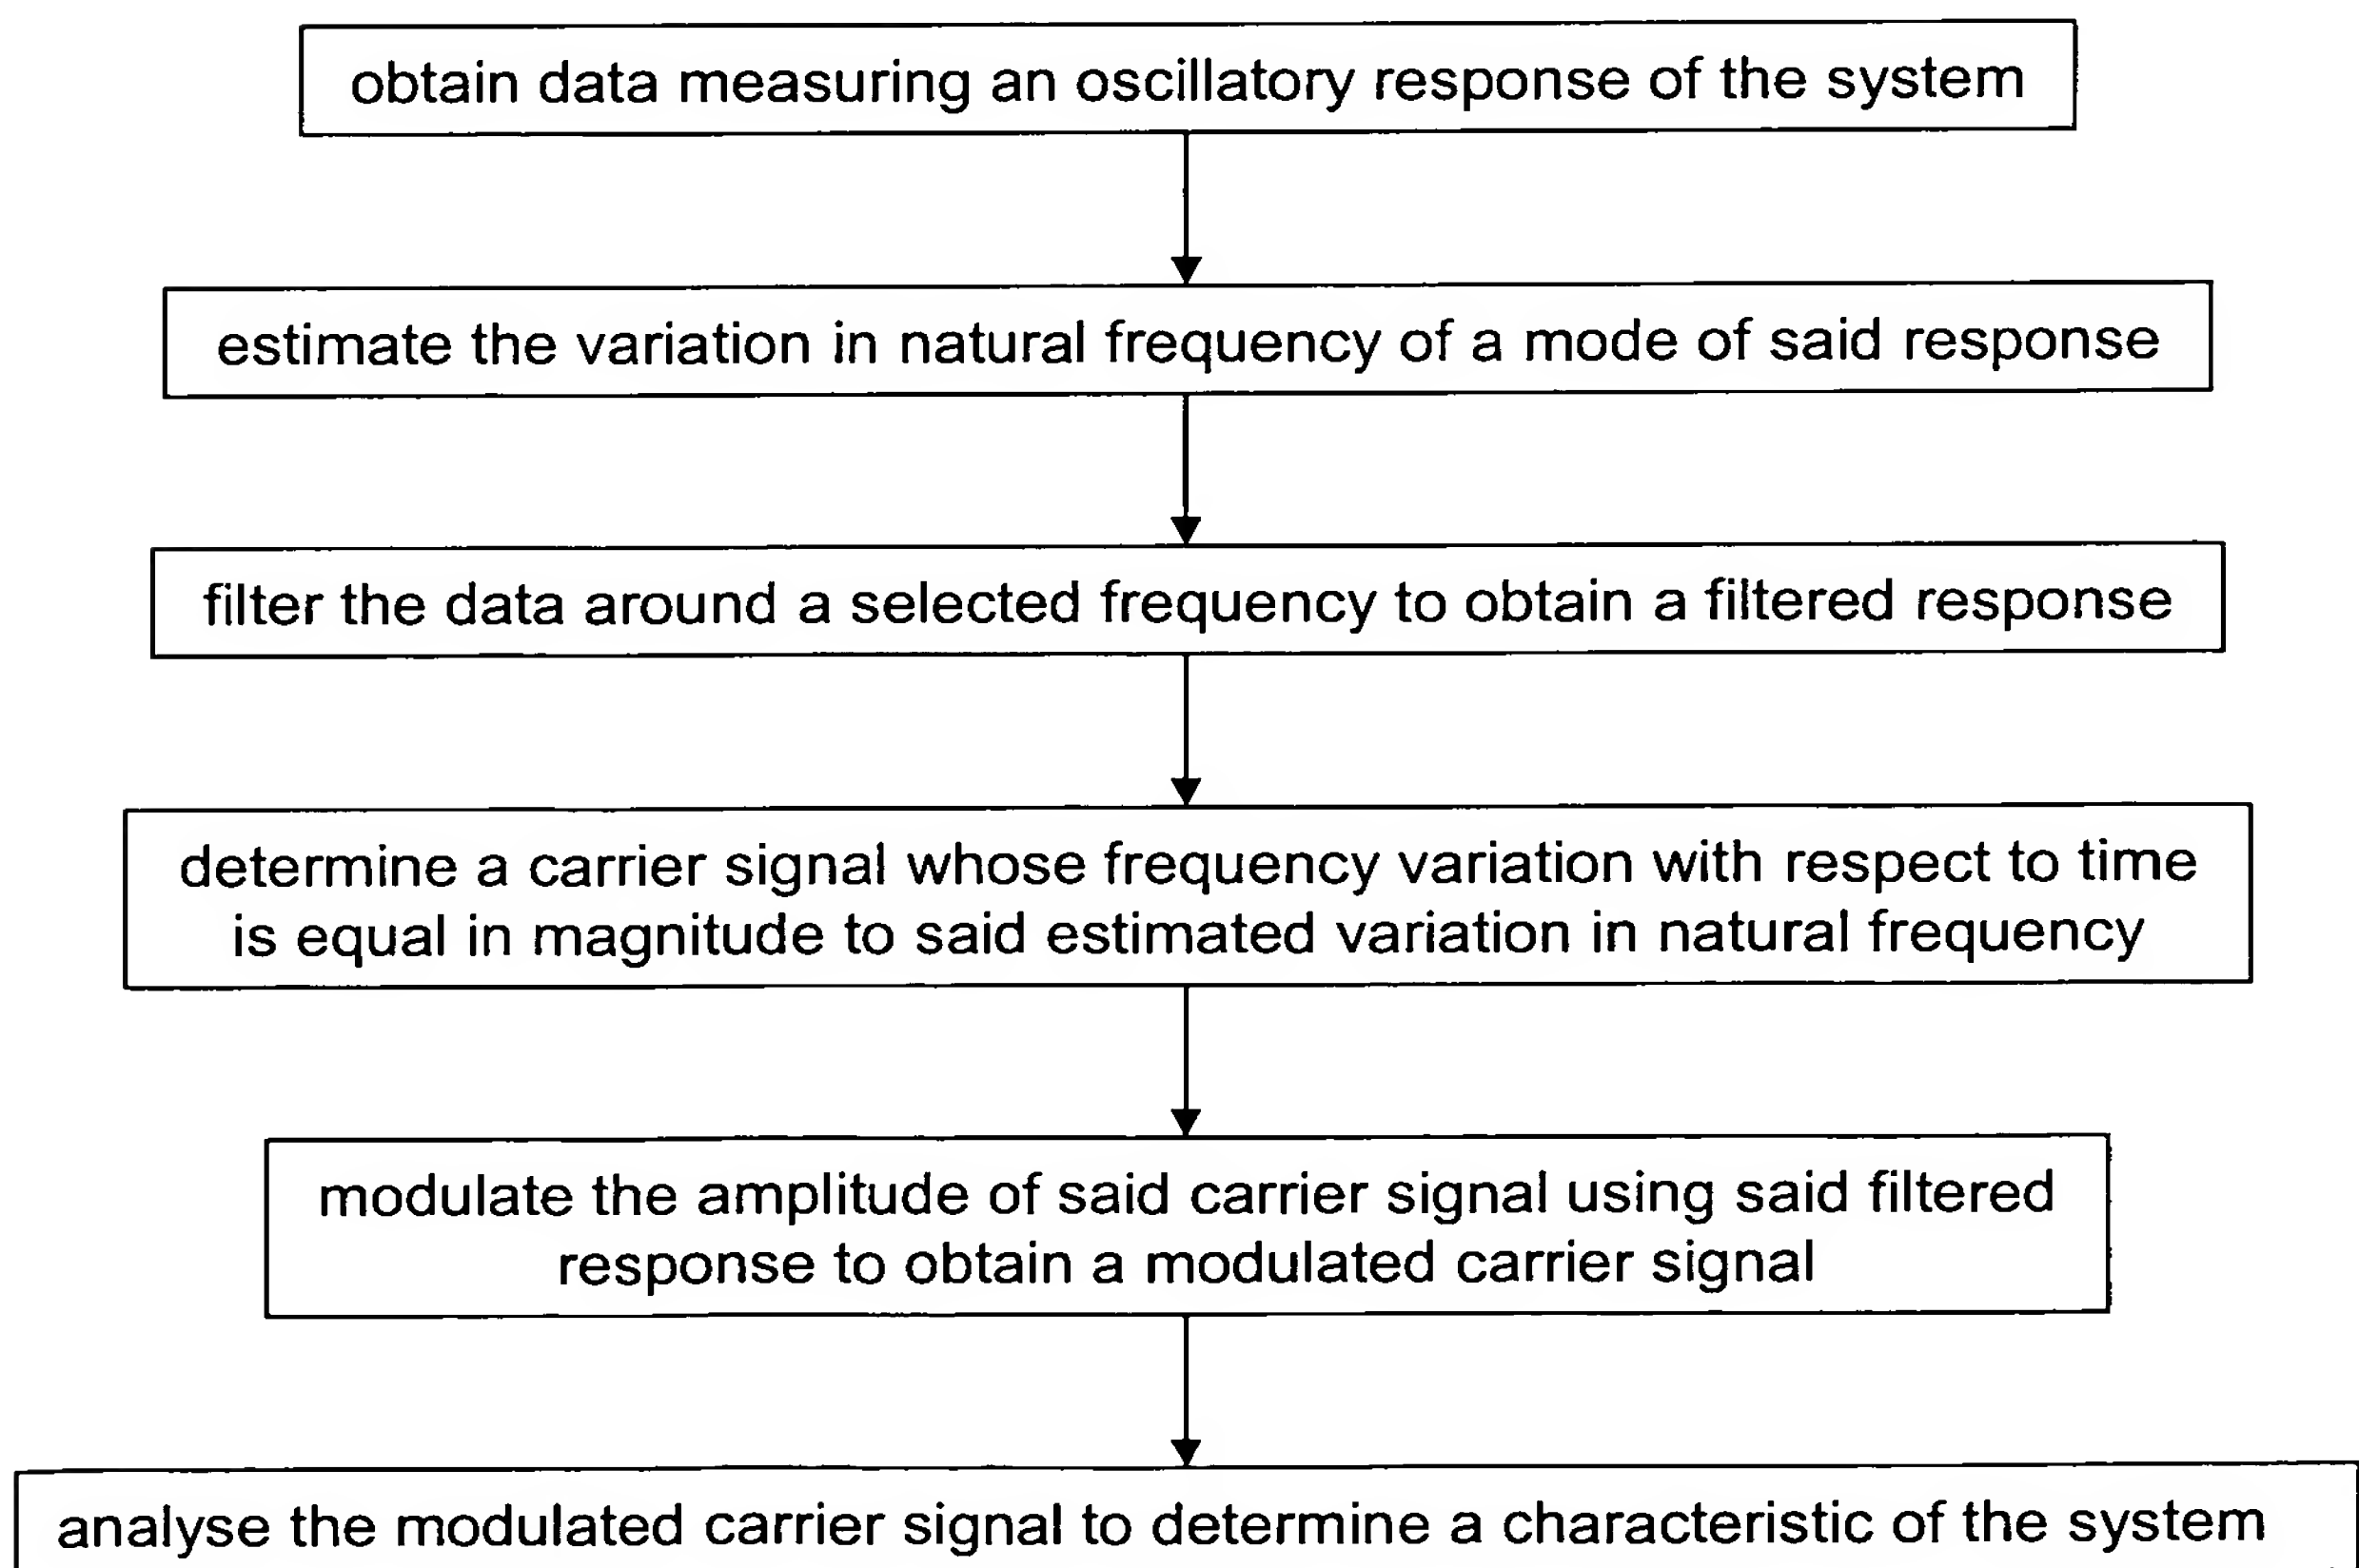 obtain data measuring an oscillatory response of the system
estimate the variation in natural frequency of a mode of said response
filter the data around a selected frequency to obtain a filtered response
determine a carrier signal whose frequency variation with respect to time
is equal in magnitude to said estimated variation in natural frequency
modulate the amplitude of said carrier signal using said filtered
response to obtain a modulated carrier signal
analyse the modulated carrier signal to determine a characteristic of the system